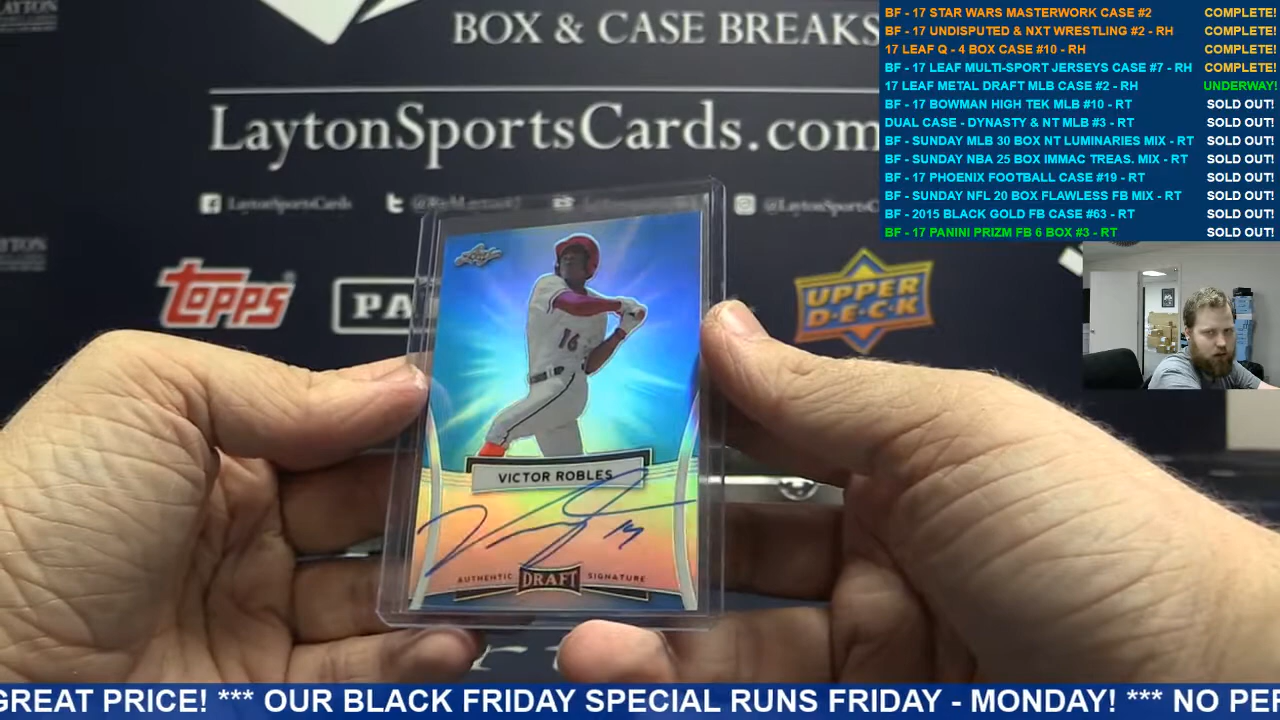 BOX & CASE BREAKS
LaytonSportsCards.com
LAYTON
topps
PA
UPPER
D·E·C·K
16
VICTOR ROBLES
AUTHENTIC DRAFT SIGNATURE
BF - 17 STAR WARS MASTERWORK CASE #2 COMPLETE!
BF - 17 UNDISPUTED & NXT WRESTLING #2 - RH COMPLETE!
17 LEAF Q - 4 BOX CASE #10 - RH COMPLETE!
BF - 17 LEAF MULTI-SPORT JERSEYS CASE #7 - RH COMPLETE!
17 LEAF METAL DRAFT MLB CASE #2 - RH UNDERWAY!
BF - 17 BOWMAN HIGH TEK MLB #10 - RT SOLD OUT!
DUAL CASE - DYNASTY & NT MLB #3 - RT SOLD OUT!
BF - SUNDAY MLB 30 BOX NT LUMINARIES MIX - RT SOLD OUT!
BF - SUNDAY NBA 25 BOX IMMAC TREAS. MIX - RT SOLD OUT!
BF - 17 PHOENIX FOOTBALL CASE #19 - RT SOLD OUT!
BF - SUNDAY NFL 20 BOX FLAWLESS FB MIX - RT SOLD OUT!
BF - 2015 BLACK GOLD FB CASE #63 - RT SOLD OUT!
BF - 17 PANINI PRIZM FB 6 BOX #3 - RT SOLD OUT!
GREAT PRICE! *** OUR BLACK FRIDAY SPECIAL RUNS FRIDAY - MONDAY! *** NO PER